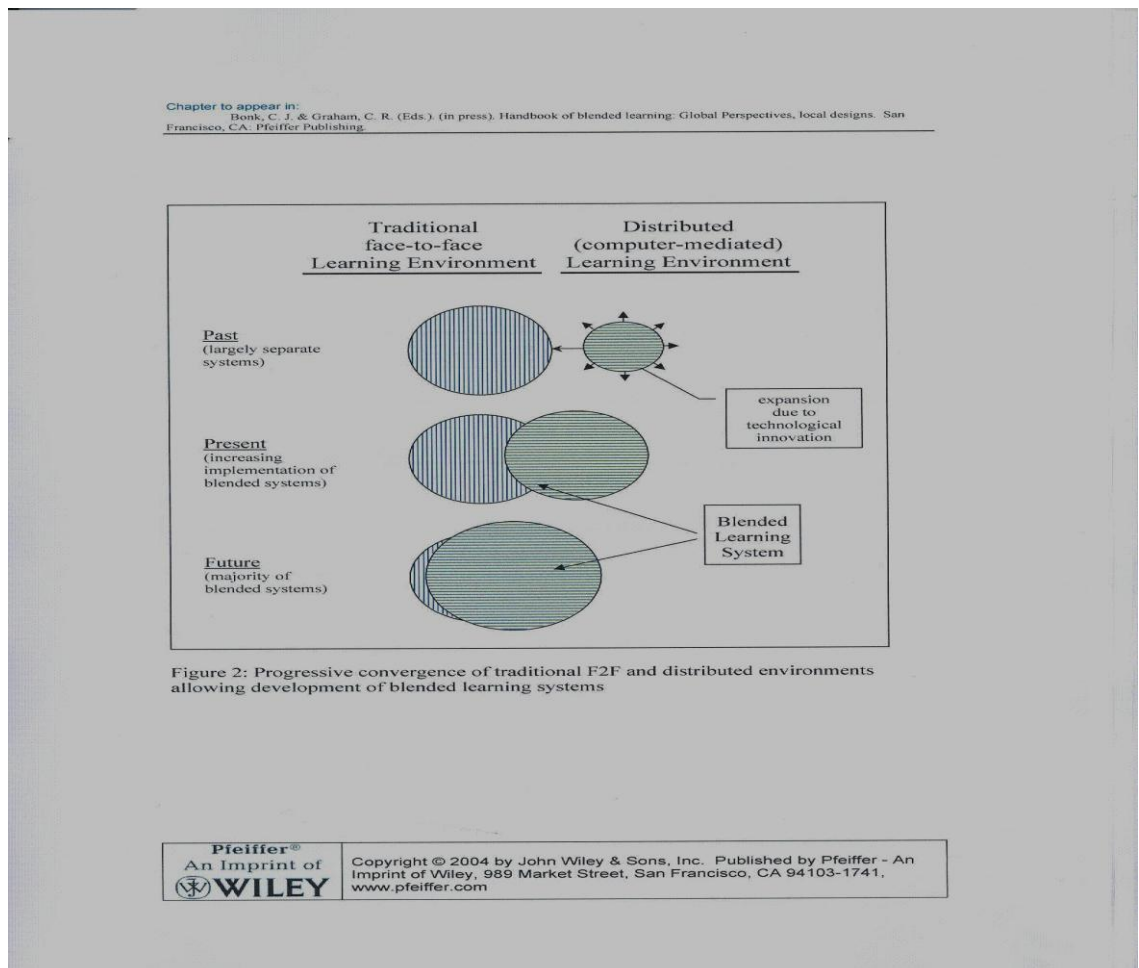 Chapter to appear in:
Bonk, C. J. & Graham, C. R. (Eds.). (in press). Handbook of blended learning: Global Perspectives, local designs. San
Francisco, CA: Pfeiffer Publishing.
Traditional
face-to-face
Learning Environment
Distributed
(computer-mediated)
Learning Environment
Past
(largely separate
systems)
expansion
due to
technological
innovation
Present
(increasing
implementation of
blended systems)
Blended
Learning
System
Future
(majority of
blended systems)
Figure 2: Progressive convergence of traditional F2F and distributed environments
allowing development of blended learning systems
Pfeiffer®
An Imprint of
WILEY
Copyright © 2004 by John Wiley & Sons, Inc. Published by Pfeiffer - An
Imprint of Wiley, 989 Market Street, San Francisco, CA 94103-1741,
www.pfeiffer.com